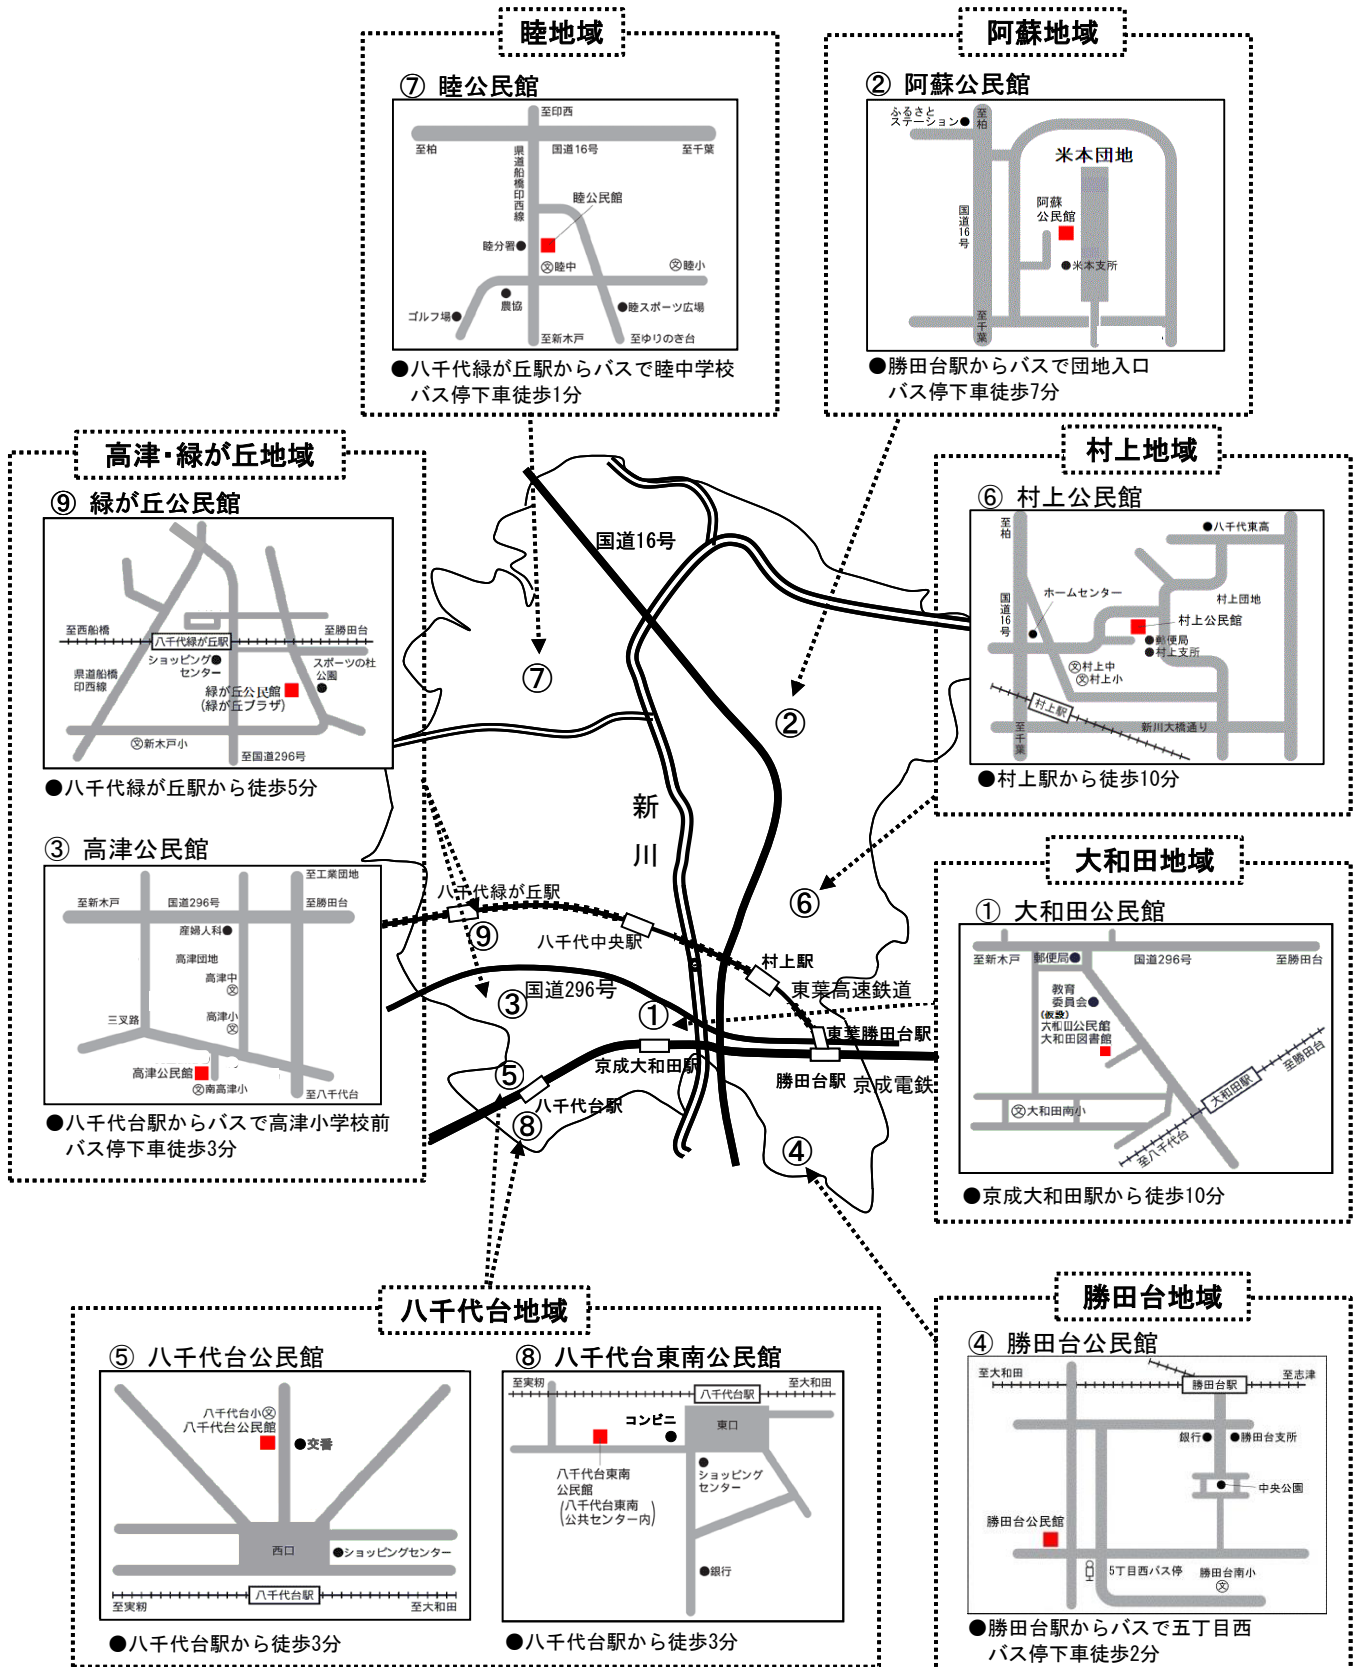 睦地域
⑦ 睦公民館
至印西
至柏
国道16号
至千葉
県道船橋印西線
睦公民館
睦分署
文睦中
文睦小
農協
ゴルフ場
睦スポーツ広場
至新木戸
至ゆりのき台
●八千代緑が丘駅からバスで睦中学校
バス停下車徒歩1分
阿蘇地域
② 阿蘇公民館
ふるさと
ステーション
至柏
米本団地
阿蘇
公民館
国道16号
米本支所
至千葉
●勝田台駅からバスで団地入口
バス停下車徒歩7分
高津・緑が丘地域
⑨ 緑が丘公民館
至西船橋
八千代緑が丘駅
至勝田台
ショッピング
センター
スポーツの杜
公園
県道船橋
印西線
緑が丘公民館
(緑が丘プラザ)
文新木戸小
至国道296号
●八千代緑が丘駅から徒歩5分
③ 高津公民館
至工業団地
至新木戸
国道296号
至勝田台
産婦人科
高津団地
高津中
文
高津小
文
三叉路
高津公民館
文南高津小
至八千代台
●八千代台駅からバスで高津小学校前
バス停下車徒歩3分
村上地域
⑥ 村上公民館
至柏
八千代東高
国道16号
ホームセンター
村上団地
村上公民館
郵便局
村上支所
文村上中
文村上小
村上駅
至千葉
新川大橋通り
●村上駅から徒歩10分
大和田地域
① 大和田公民館
至新木戸
郵便局
国道296号
至勝田台
教育
委員会
(仮設)
大和田公民館
大和田図書館
至勝田台
大和田駅
文大和田南小
至八千代台
●京成大和田駅から徒歩10分
国道16号
⑦
②
新川
八千代緑が丘駅
⑨
八千代中央駅
⑥
村上駅
東葉高速鉄道
③
国道296号
①
東葉勝田台駅
京成大和田駅
勝田台駅
京成電鉄
⑤
八千代台駅
⑧
④
八千代台地域
⑤ 八千代台公民館
八千代台小文
八千代台公民館
交番
西口
ショッピングセンター
八千代台駅
至実籾
至大和田
●八千代台駅から徒歩3分
⑧ 八千代台東南公民館
至実籾
八千代台駅
至大和田
コンビニ
東口
八千代台東南
公民館
(八千代台東南
公共センター内)
ショッピング
センター
銀行
●八千代台駅から徒歩3分
勝田台地域
④ 勝田台公民館
至大和田
勝田台駅
至志津
銀行
勝田台支所
中央公園
勝田台公民館
5丁目西バス停
勝田台南小
文
●勝田台駅からバスで五丁目西
バス停下車徒歩2分